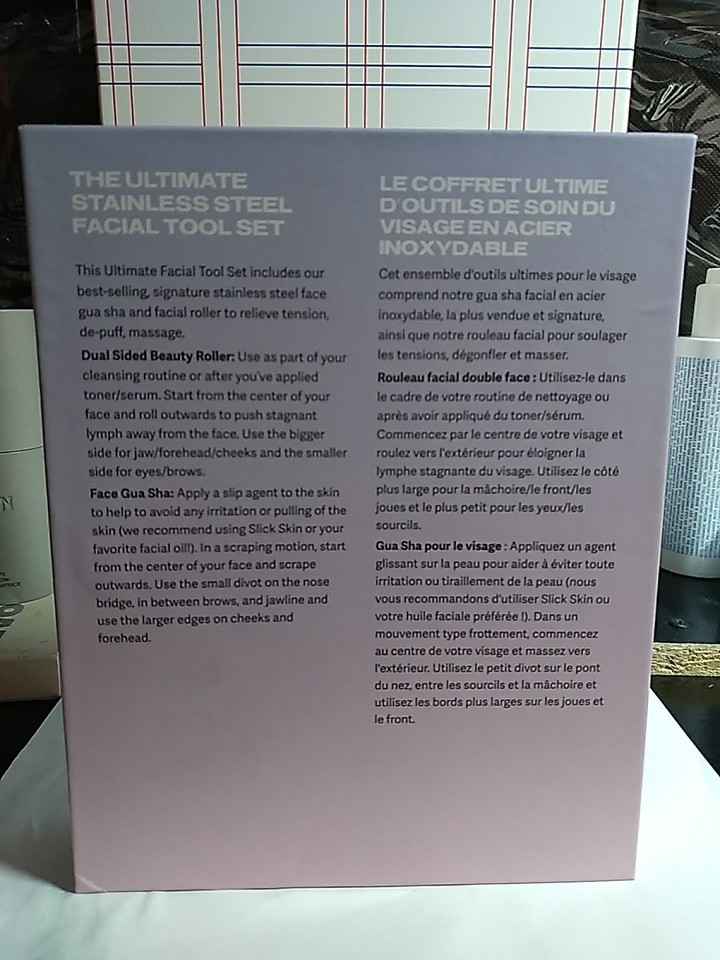 THE ULTIMATE
STAINLESS STEEL
FACIAL TOOL SET
This Ultimate Facial Tool Set includes our
best-selling, signature stainless steel face
gua sha and facial roller to relieve tension,
de-puff, massage.
Dual Sided Beauty Roller: Use as part of your
cleansing routine or after you've applied
toner/serum. Start from the center of your
face and roll outwards to push stagnant
lymph away from the face. Use the bigger
side for jaw/forehead/cheeks and the smaller
side for eyes/brows.
Face Gua Sha: Apply a slip agent to the skin
to help to avoid any irritation or pulling of the
skin (we recommend using Slick Skin or your
favorite facial oil!). In a scraping motion, start
from the center of your face and scrape
outwards. Use the small divot on the nose
bridge, in between brows, and jawline and
use the larger edges on cheeks and
forehead.
LE COFFRET ULTIME
D'OUTILS DE SOIN DU
VISAGE EN ACIER
INOXYDABLE
Cet ensemble d'outils ultimes pour le visage
comprend notre gua sha facial en acier
inoxydable, la plus vendue et signature,
ainsi que notre rouleau facial pour soulager
les tensions, dégonfler et masser.
Rouleau facial double face : Utilisez-le dans
le cadre de votre routine de nettoyage ou
après avoir appliqué du toner/sérum.
Commencez par le centre de votre visage et
roulez vers l'extérieur pour éloigner la
lymphe stagnante du visage. Utilisez le côté
plus large pour la mâchoire/le front/les
joues et le plus petit pour les yeux/les
sourcils.
Gua Sha pour le visage : Appliquez un agent
glissant sur la peau pour aider à éviter toute
irritation ou tiraillement de la peau (nous
vous recommandons d'utiliser Slick Skin ou
votre huile faciale préférée !). Dans un
mouvement type frottement, commencez
au centre de votre visage et massez vers
l'extérieur. Utilisez le petit divot sur le pont
du nez, entre les sourcils et la mâchoire et
utilisez les bords plus larges sur les joues et
le front.